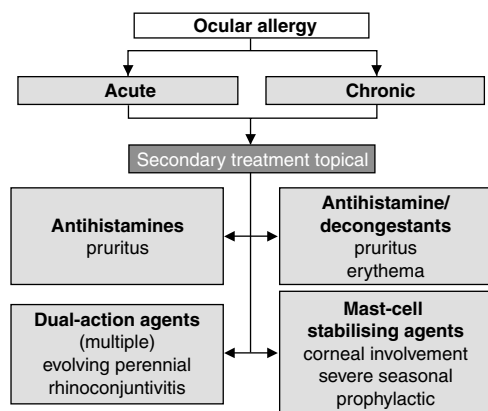 Ocular allergy
Acute
Chronic
Secondary treatment topical
Antihistamines
pruritus
Antihistamine/
decongestants
pruritus
erythema
Dual-action agents
(multiple)
evolving perennial
rhinoconjuntivitis
Mast-cell
stabilising agents
corneal involvement
severe seasonal
prophylactic